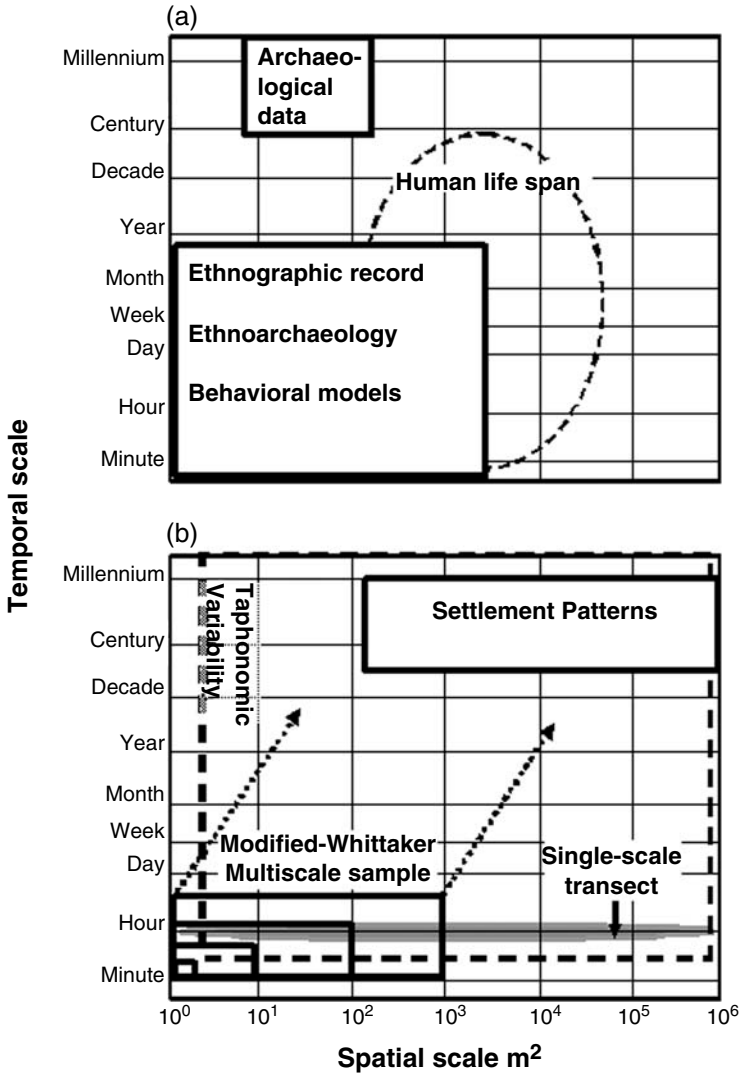 (a)
Millennium
Century
Decade
Year
Month
Week
Day
Hour
Minute
Archaeo-
logical
data
Human life span
Ethnographic record
Ethnoarchaeology
Behavioral models
Temporal scale
(b)
Millennium
Century
Decade
Year
Month
Week
Day
Hour
Minute
Taphonomic
Variability
Settlement Patterns
Modified-Whittaker
Multiscale sample
Single-scale
transect
10⁰ 10¹ 10² 10³ 10⁴ 10⁵ 10⁶
Spatial scale m²